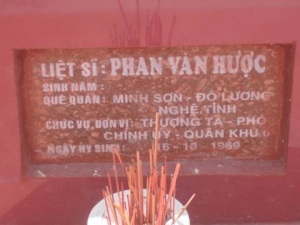 LIỆT SĨ: PHAN VĂN HƯỢC
SINH NĂM:
QUÊ QUÁN: MINH SƠN - ĐÔ LƯƠNG
NGHỆ TĨNH
CHỨC VỤ, ĐƠN VỊ: THƯỢNG TÁ - PHÓ
CHÍNH ỦY - QUÂN KHU 6
NGÀY HY SINH: 16-10-1969